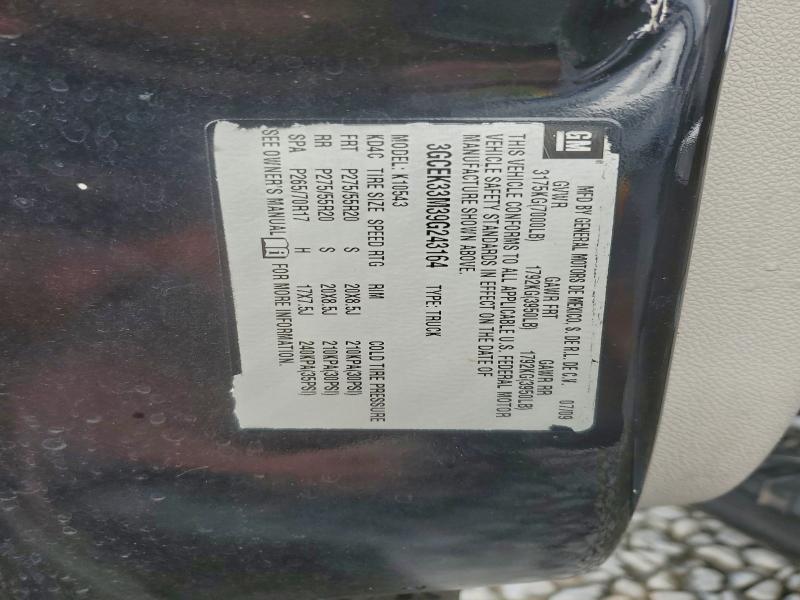 GM MFD BY GENERAL MOTORS DE MEXICO, S. DE R.L. DE C.V. 07/09
GVWR GAWR FRT GAWR RR
3175KG(7000LB) 1792KG(3950LB) 1792KG(3950LB)
THIS VEHICLE CONFORMS TO ALL APPLICABLE U.S. FEDERAL MOTOR
VEHICLE SAFETY STANDARDS IN EFFECT ON THE DATE OF
MANUFACTURE SHOWN ABOVE.
3GCEK33M39G243164 TYPE: TRUCK
MODEL: K10543
KD4C TIRE SIZE SPEED RTG RIM COLD TIRE PRESSURE
FRT P275/55R20 S 20X8.5J 210KPA(30PSI)
RR P275/55R20 S 20X8.5J 210KPA(30PSI)
SPA P265/70R17 H 17X7.5J 240KPA(35PSI)
SEE OWNER'S MANUAL FOR MORE INFORMATION.